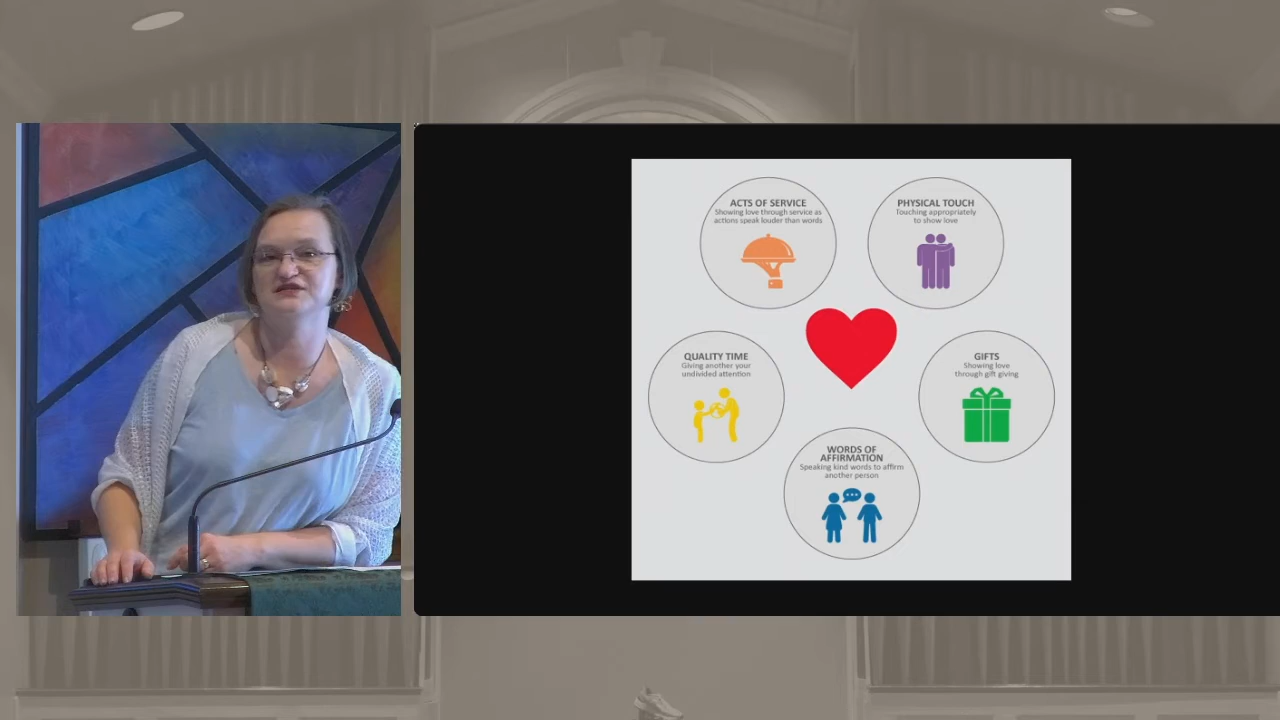 ACTS OF SERVICE
Showing love through service as
actions speak louder than words
PHYSICAL TOUCH
Touching appropriately
to show love
QUALITY TIME
Giving another your
undivided attention
GIFTS
Showing love
through gift giving
WORDS OF
AFFIRMATION
Speaking kind words to affirm
another person